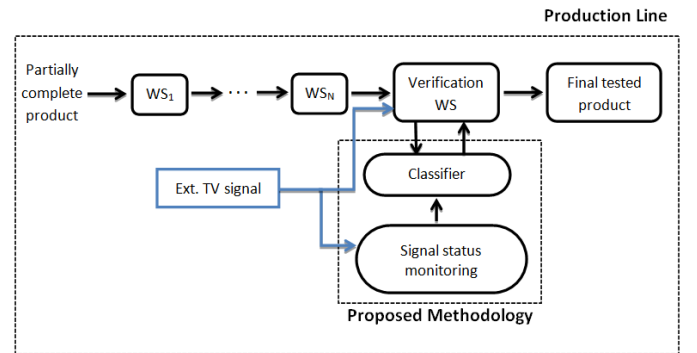 Production Line
Partially
complete
product
WS₁
...
WS_N
Verification
WS
Final tested
product
Ext. TV signal
Classifier
Signal status
monitoring
Proposed Methodology